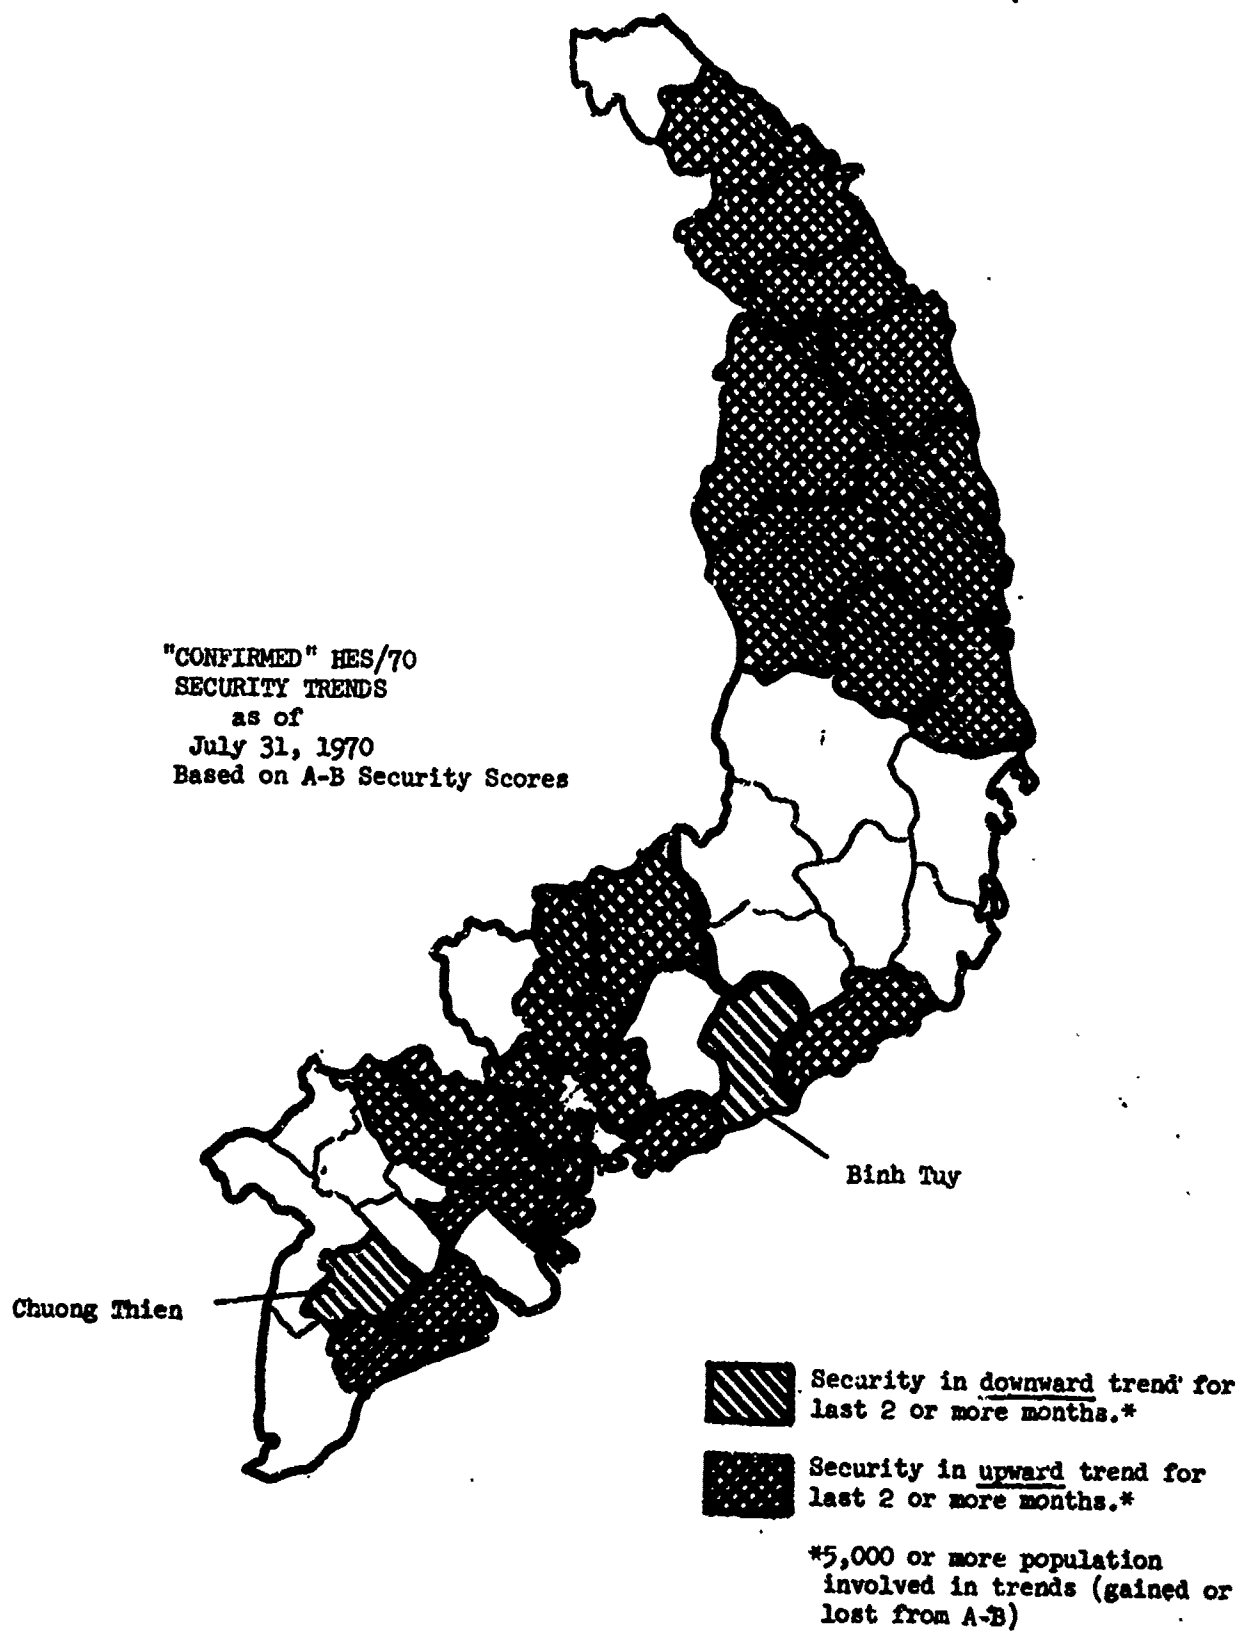 "CONFIRMED" HES/70
SECURITY TRENDS
as of
July 31, 1970
Based on A-B Security Scores
Binh Tuy
Chuong Thien
Security in downward trend for
last 2 or more months.*
Security in upward trend for
last 2 or more months.*
*5,000 or more population
involved in trends (gained or
lost from A-B)